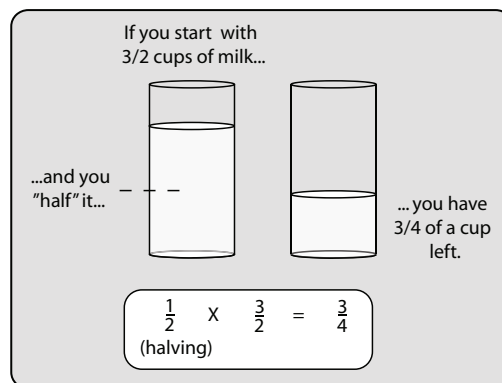 If you start with
3/2 cups of milk...
...and you
"half" it...
... you have
3/4 of a cup
left.
1/2 X 3/2 = 3/4
(halving)